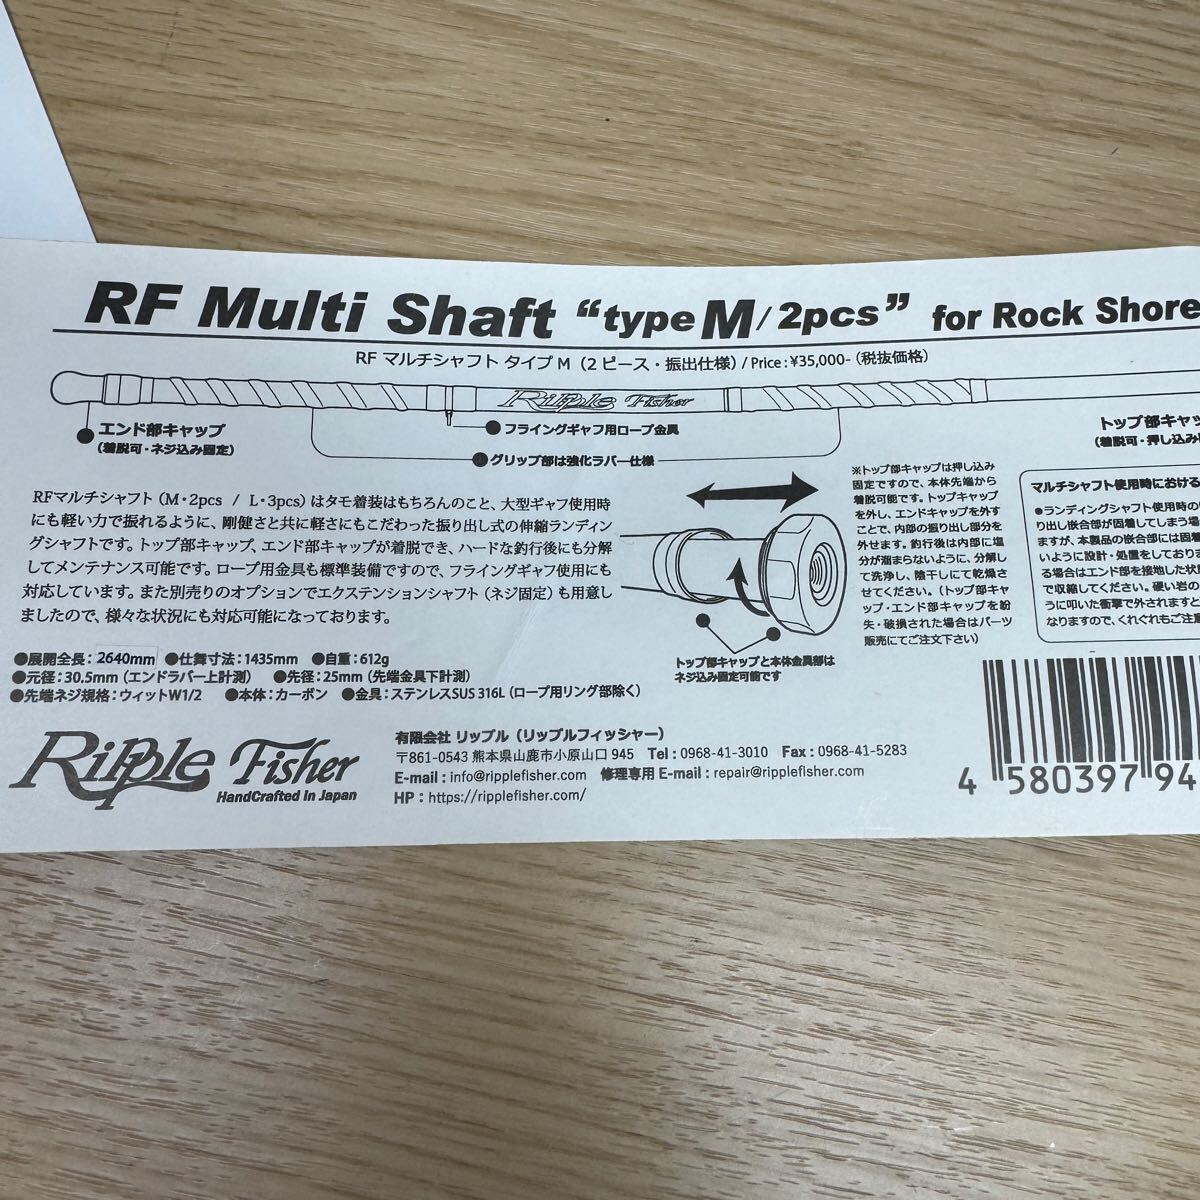 RF Multi Shaft “type M/2pcs” for Rock Shore
RF マルチシャフト タイプ M（2 ピース・振出仕様）/ Price : ¥35,000-（税抜価格）
Ripple Fisher
エンド部キャップ
（着脱可・ネジ込み固定）
フライングギャフ用ロープ金具
グリップ部は強化ラバー仕様
トップ部キャッ
（着脱可・押し込み
RFマルチシャフト（M・2pcs / L・3pcs）はタモ着装はもちろんのこと、大型ギャフ使用時
にも軽い力で振れるように、剛健さと共に軽さにもこだわった振り出し式の伸縮ランディン
グシャフトです。トップ部キャップ、エンド部キャップが着脱でき、ハードな釣行後にも分解
してメンテナンス可能です。ロープ用金具も標準装備ですので、フライングギャフ使用にも
対応しています。また別売りのオプションでエクステンションシャフト（ネジ固定）も用意し
ましたので、様々な状況にも対応可能になっております。
●展開全長：2640mm ●仕舞寸法：1435mm ●自重：612g
●元径：30.5mm（エンドラバー上計測） ●先径：25mm（先端金具下計測）
●先端ネジ規格：ウィットW1/2 ●本体：カーボン ●金具：ステンレスSUS 316L（ロープ用リング部除く）
トップ部キャップと本体金具部は
ネジ込み固定可能です
※トップ部キャップは押し込み
固定ですので、本体先端から
着脱可能です。トップキャップ
を外し、エンドキャップを外す
ことで、内部の振り出し部分を
外せます。釣行後は内部に塩
分が溜まらないように、分解し
て洗浄し、陰干しにて乾燥さ
せてください。（トップ部キャ
ップ・エンド部キャップを紛
失・破損された場合はパーツ
販売にてご注文下さい）
マルチシャフト使用時における
●ランディングシャフト使用時の
り出し嵌合部が固着してしまう場
ますが、本製品の嵌合部には固着
いように設計・処置をしており
る場合はエンド部を接地した状
で収縮してください。硬い岩の
うに叩いた衝撃で外れますと
なりますので、くれぐれもご注
Ripple Fisher
HandCrafted In Japan
有限会社 リップル（リップルフィッシャー）
〒861-0543 熊本県山鹿市小原山口 945 Tel : 0968-41-3010 Fax : 0968-41-5283
E-mail : info@ripplefisher.com 修理専用 E-mail : repair@ripplefisher.com
HP : https://ripplefisher.com/
4 580397 94